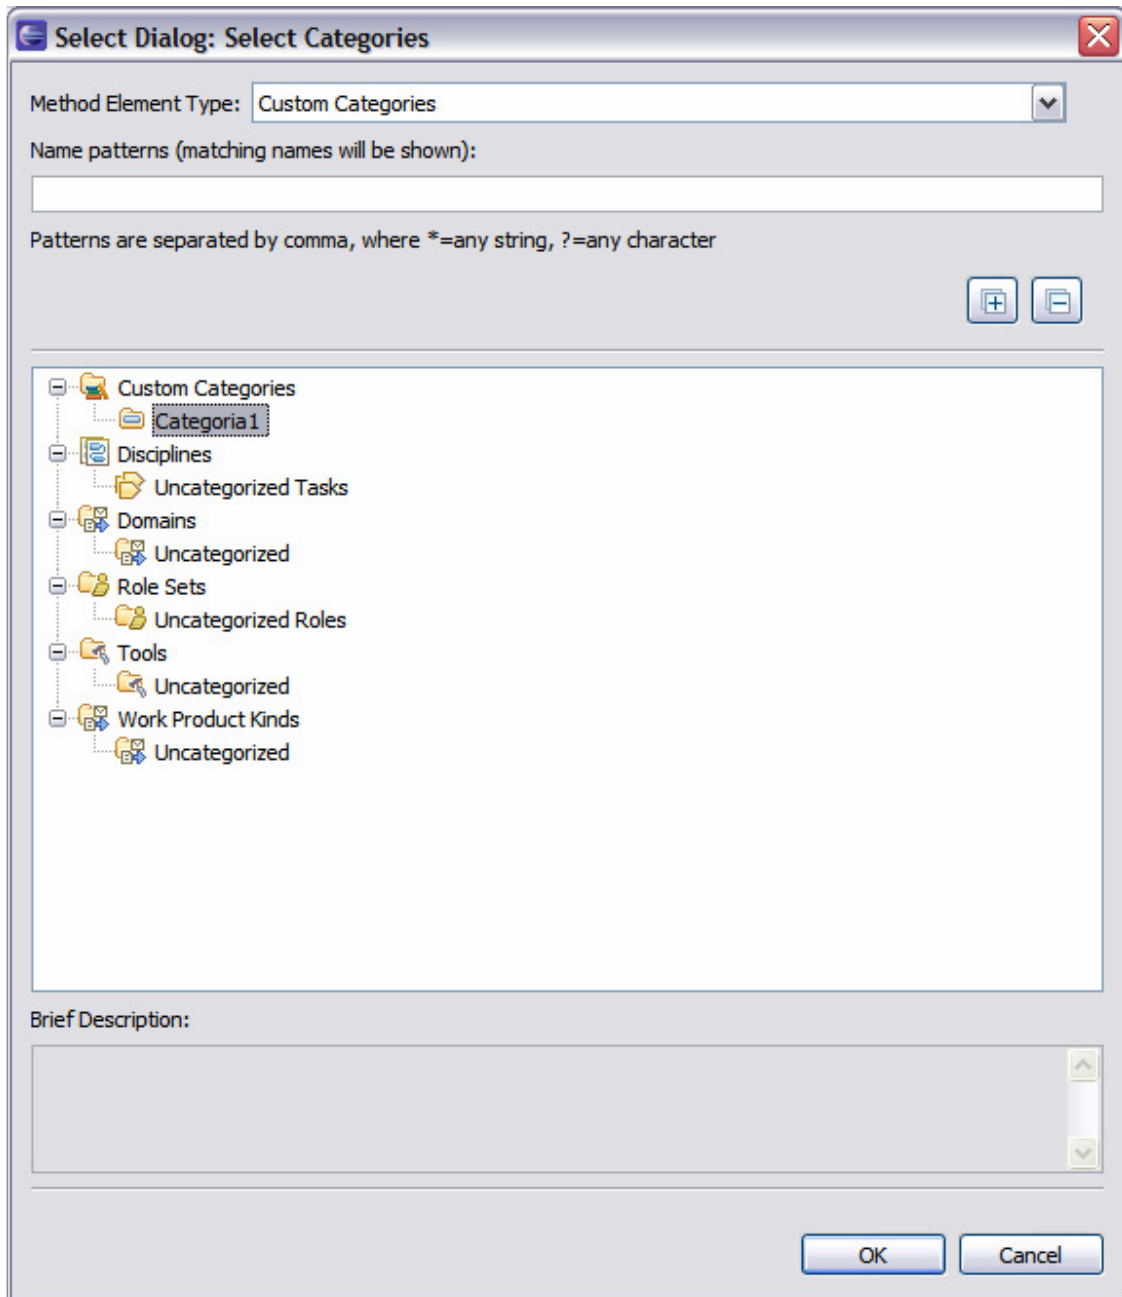 Select Dialog: Select Categories
Method Element Type: Custom Categories
Name patterns (matching names will be shown):
Patterns are separated by comma, where *=any string, ?=any character
Custom Categories
Categoria1
Disciplines
Uncategorized Tasks
Domains
Uncategorized
Role Sets
Uncategorized Roles
Tools
Uncategorized
Work Product Kinds
Uncategorized
Brief Description:
OK Cancel